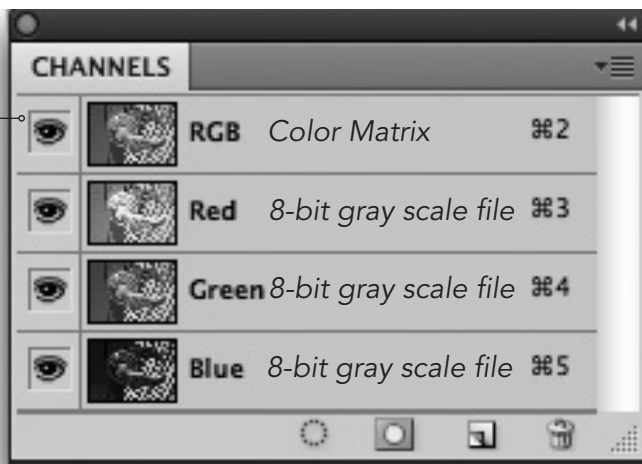 CHANNELS
RGB Color Matrix ⌘2
Red 8-bit gray scale file ⌘3
Green 8-bit gray scale file ⌘4
Blue 8-bit gray scale file ⌘5